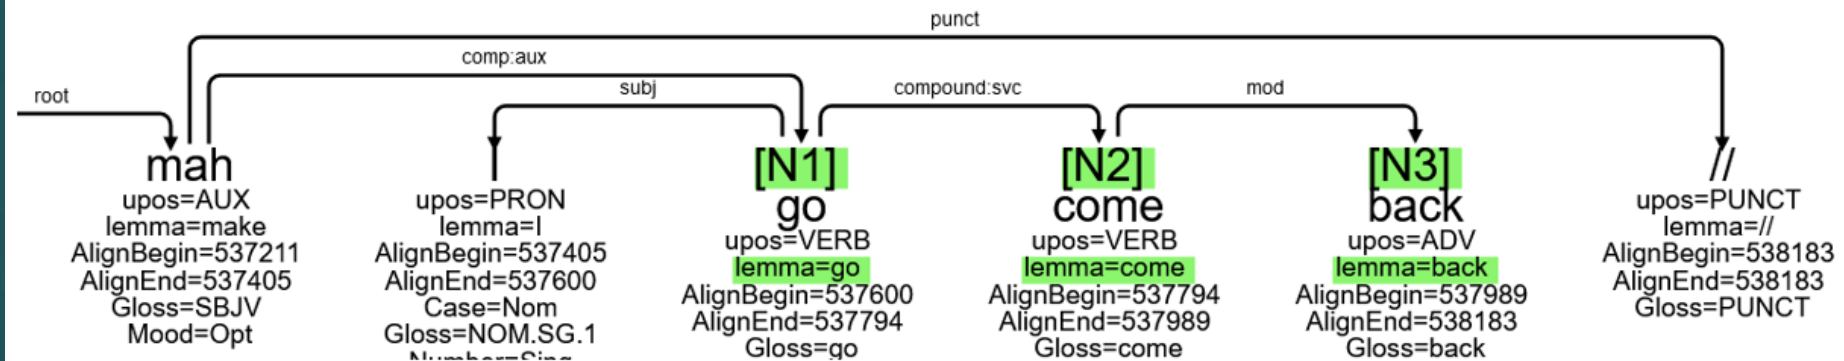 punct
comp:aux
root subj compound:svc mod
mah I [N1] [N2] [N3] //
go come back
upos=AUX upos=PRON upos=VERB upos=VERB upos=ADV upos=PUNCT
lemma=make lemma=I lemma=go lemma=come lemma=back lemma=//
AlignBegin=537211 AlignBegin=537405 AlignBegin=537600 AlignBegin=537794 AlignBegin=537989 AlignBegin=538183
AlignEnd=537405 AlignEnd=537600 AlignEnd=537794 AlignEnd=537989 AlignEnd=538183 AlignEnd=538183
Gloss=SBJV Case=Nom Gloss=go Gloss=come Gloss=back Gloss=PUNCT
Mood=Opt Gloss=NOM.SG.1
Number=Sing